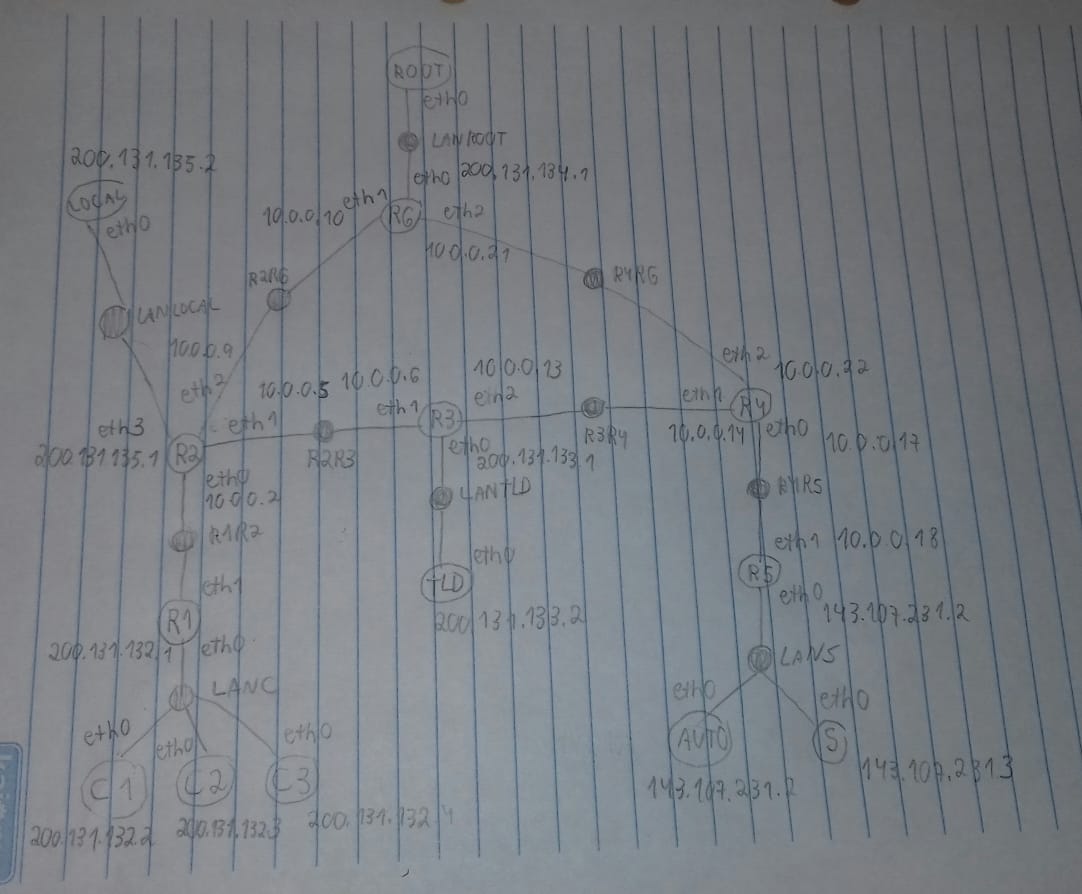 ROOT
eth0
LANROOT
eth0 200.131.134.1
200.131.135.2
LOCAL
eth0
10.0.0.10 eth1
R6
eth2
10.0.0.21
R2R6
R4R6
LANLOCAL
10.0.0.9
eth2
10.0.0.5
10.0.0.6
10.0.0.13
eth2
10.0.0.22
eth3
200.131.135.1
R2
eth1
R2R3
eth1
R3
eth2
R3R4
eth1
10.0.0.14
R4
eth0
10.0.0.17
eth0
10.0.0.2
eth0
200.131.133.1
LANTLD
R4R5
R1R2
eth1
eth0
TLD
200.131.133.2
eth1 10.0.0.18
R5
eth0
143.107.231.2
R1
200.131.132.1
eth0
LANS
LANC
eth0
eth0
eth0
eth0
eth0
C1
C2
C3
AUTO
S
143.107.231.2
143.107.231.3
200.131.132.2
200.131.132.3
200.131.132.4